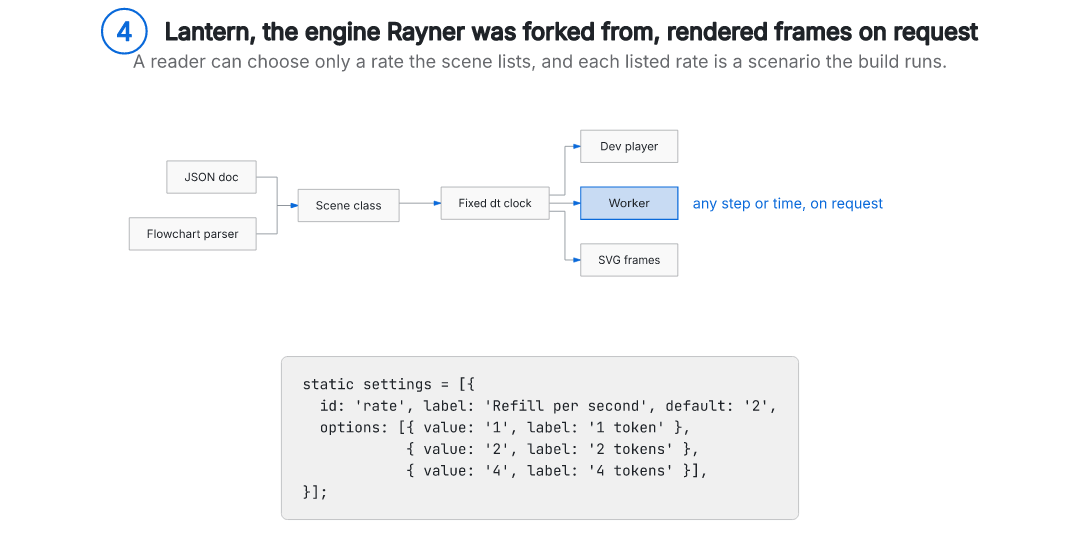 4 Lantern, the engine Rayner was forked from, rendered frames on request
A reader can choose only a rate the scene lists, and each listed rate is a scenario the build runs.
JSON doc
Flowchart parser
Scene class
Fixed dt clock
Dev player
Worker
any step or time, on request
SVG frames
static settings = [{
  id: 'rate', label: 'Refill per second', default: '2',
  options: [{ value: '1', label: '1 token' },
            { value: '2', label: '2 tokens' },
            { value: '4', label: '4 tokens' }],
}];